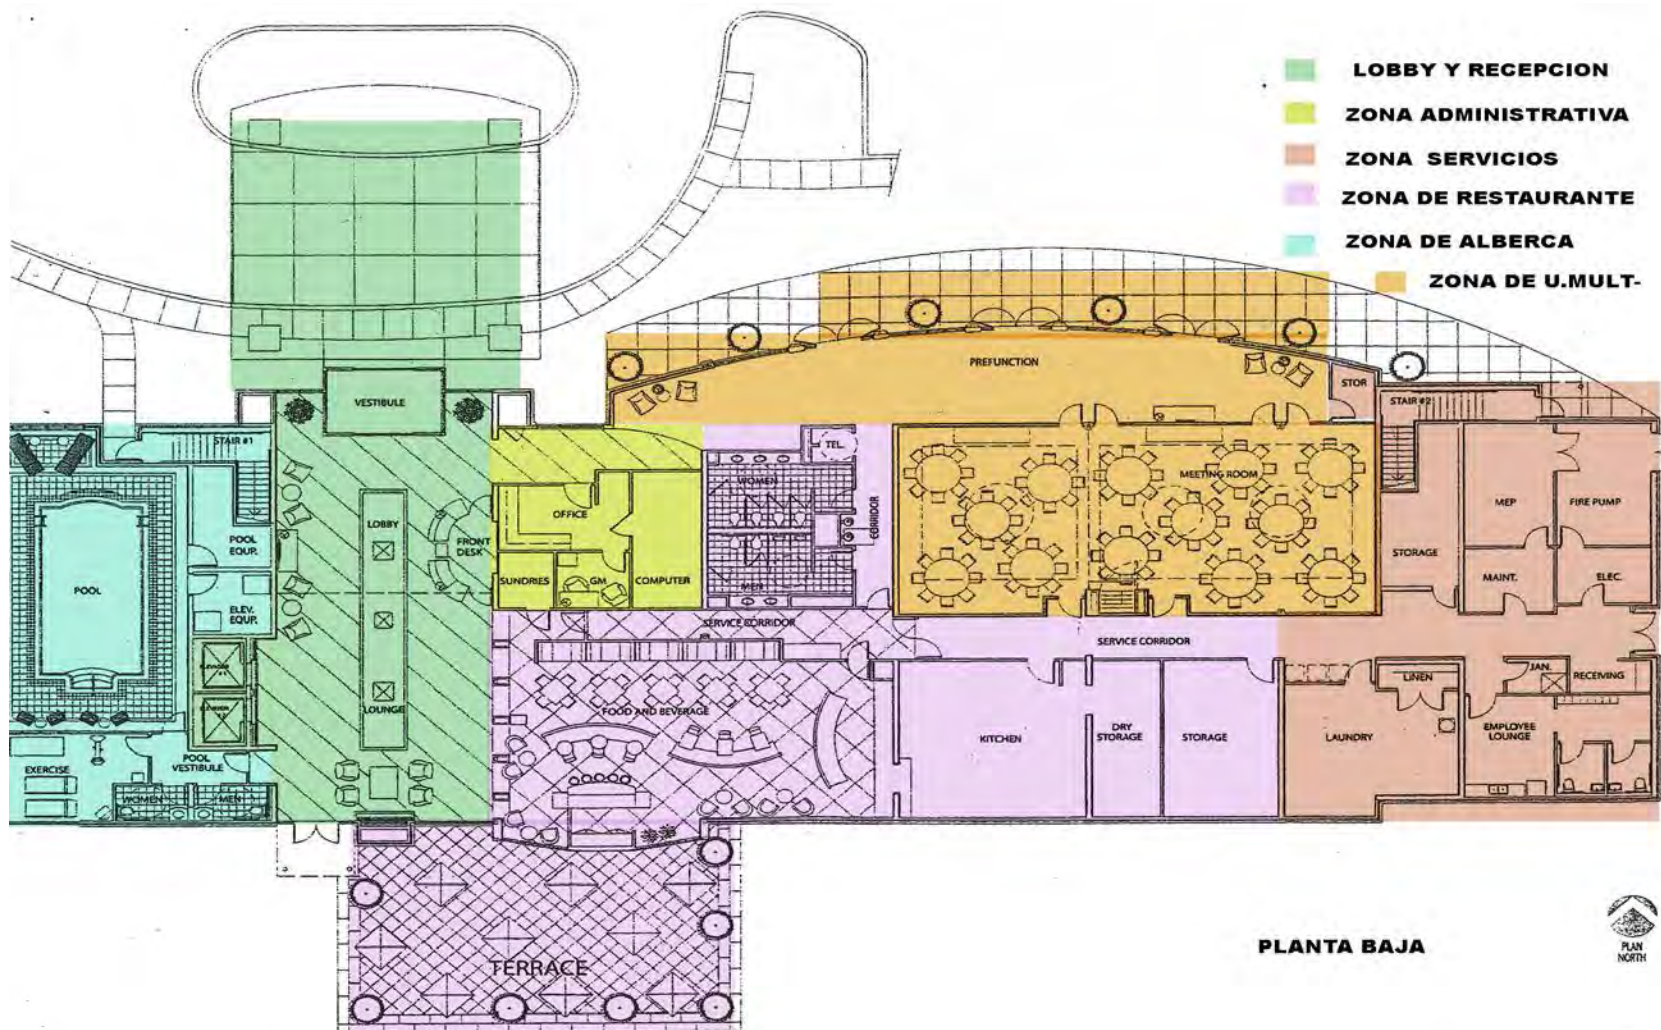 LOBBY Y RECEPCION
ZONA ADMINISTRATIVA
ZONA SERVICIOS
ZONA DE RESTAURANTE
ZONA DE ALBERCA
ZONA DE U.MULT-
PREFUNCTION
STOR
STAIR #2
VESTIBULE
STAIR #1
TEL.
WOMEN
MEETING ROOM
OFFICE
LOBBY
FRONT
DESK
CORRIDOR
MEP
FIRE PUMP
POOL
EQUP.
STORAGE
POOL
SUNDRIES
GM
COMPUTER
MEN
MAINT.
ELEC.
ELEV.
EQUP.
SERVICE CORRIDOR
SERVICE CORRIDOR
JAN.
LINEN
RECEIVING
LOUNGE
FOOD AND BEVERAGE
KITCHEN
DRY
STORAGE
STORAGE
LAUNDRY
EMPLOYEE
LOUNGE
EXERCISE
POOL
VESTIBULE
WOMEN
MEN
TERRACE
PLANTA BAJA
PLAN
NORTH